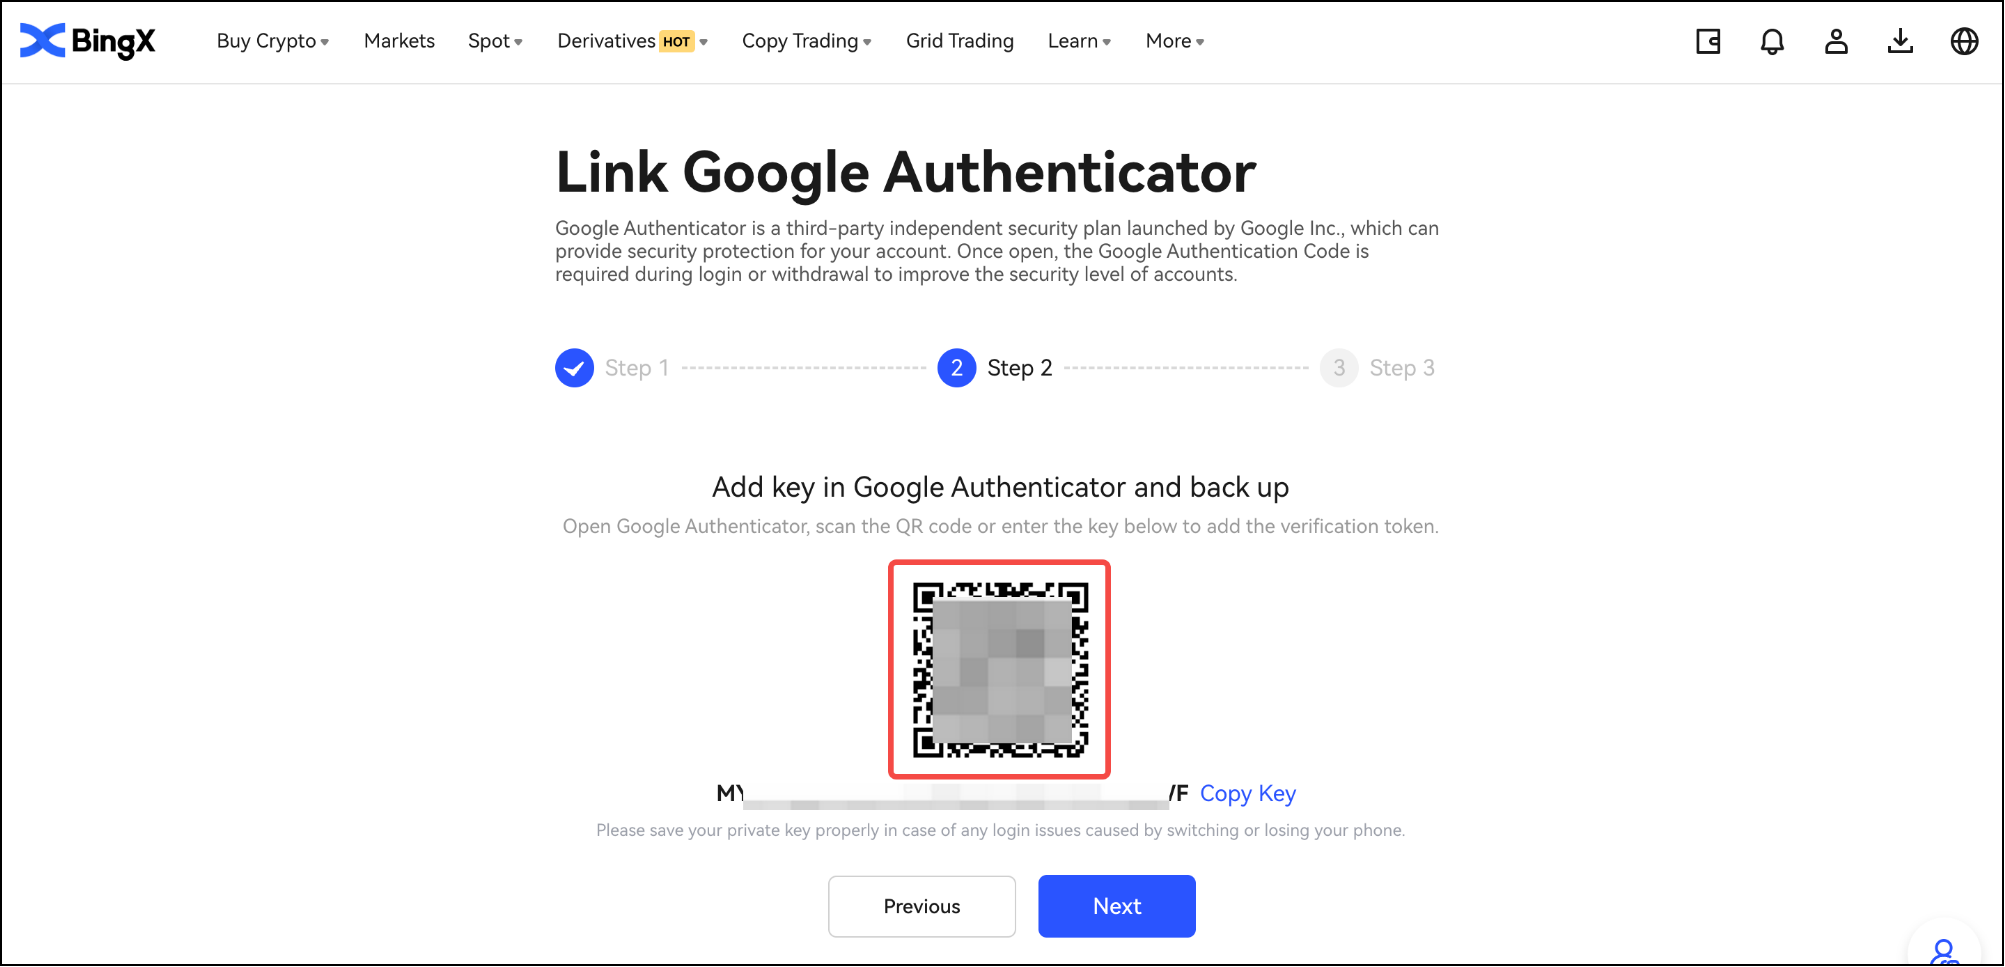 BingX
Buy Crypto Markets Spot Derivatives HOT Copy Trading Grid Trading Learn More
Link Google Authenticator
Google Authenticator is a third-party independent security plan launched by Google Inc., which can
provide security protection for your account. Once open, the Google Authentication Code is
required during login or withdrawal to improve the security level of accounts.
Step 1 2 Step 2 3 Step 3
Add key in Google Authenticator and back up
Open Google Authenticator, scan the QR code or enter the key below to add the verification token.
Copy Key
Please save your private key properly in case of any login issues caused by switching or losing your phone.
Previous Next